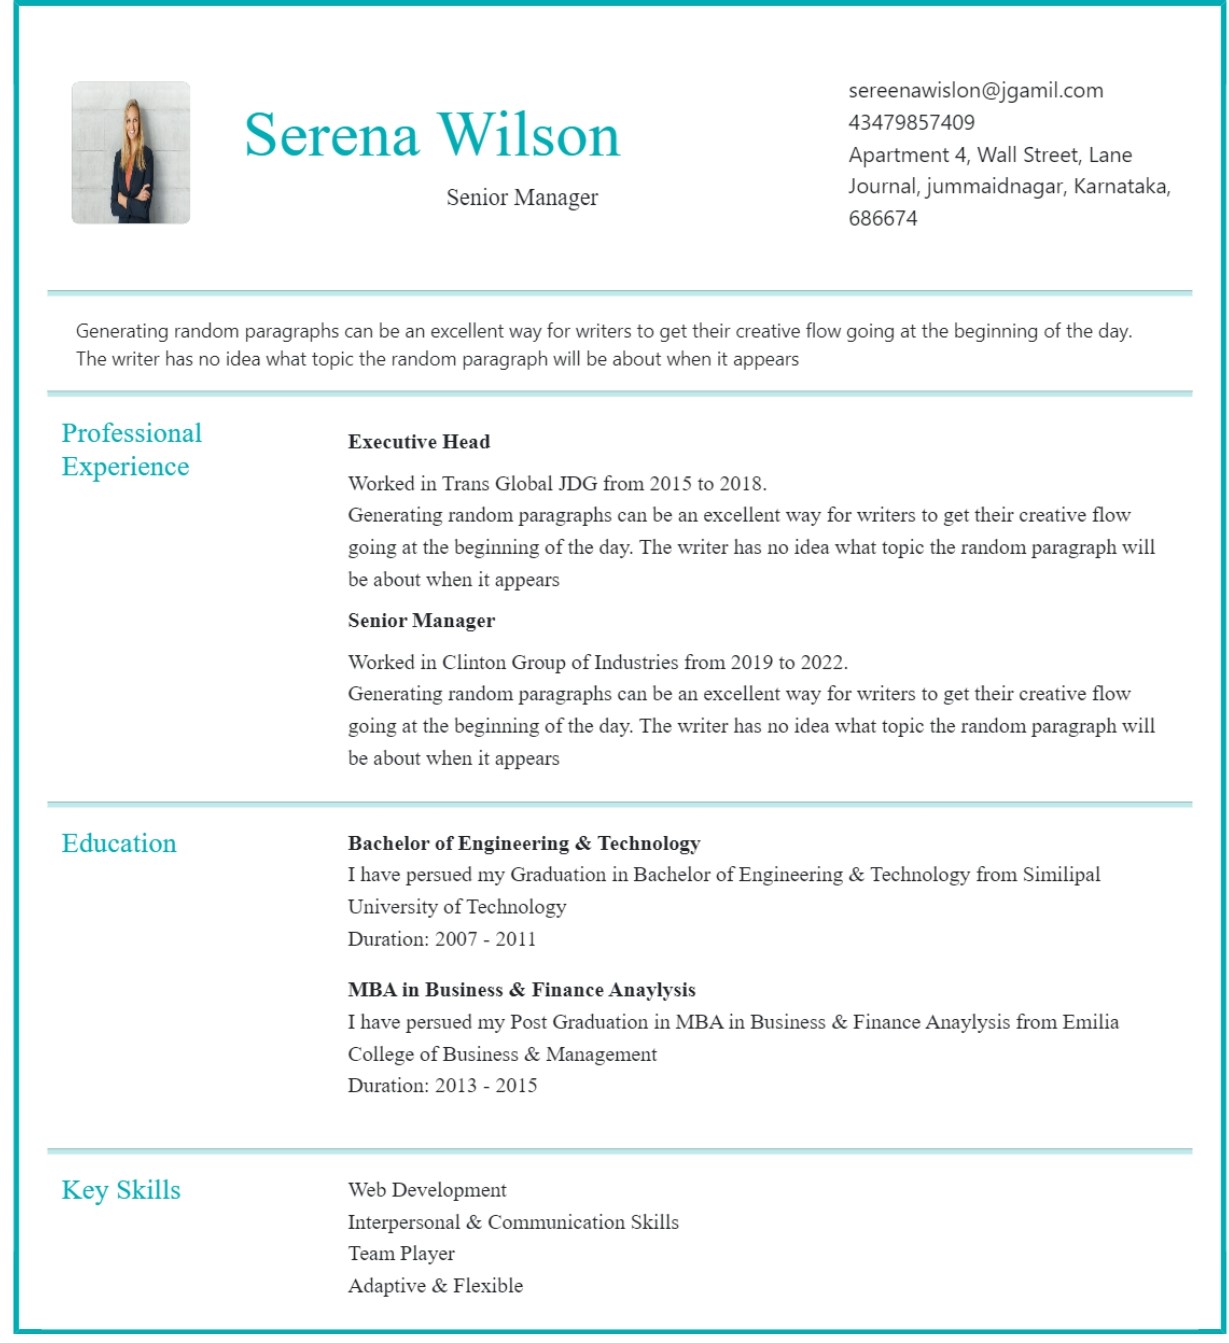 Serena Wilson
Senior Manager
sereenawislon@jgamil.com
43479857409
Apartment 4, Wall Street, Lane
Journal, jummaidnagar, Karnataka,
686674
Generating random paragraphs can be an excellent way for writers to get their creative flow going at the beginning of the day.
The writer has no idea what topic the random paragraph will be about when it appears
Professional
Experience
Executive Head
Worked in Trans Global JDG from 2015 to 2018.
Generating random paragraphs can be an excellent way for writers to get their creative flow
going at the beginning of the day. The writer has no idea what topic the random paragraph will
be about when it appears
Senior Manager
Worked in Clinton Group of Industries from 2019 to 2022.
Generating random paragraphs can be an excellent way for writers to get their creative flow
going at the beginning of the day. The writer has no idea what topic the random paragraph will
be about when it appears
Education
Bachelor of Engineering & Technology
I have persued my Graduation in Bachelor of Engineering & Technology from Similipal
University of Technology
Duration: 2007 - 2011
MBA in Business & Finance Anaylysis
I have persued my Post Graduation in MBA in Business & Finance Anaylysis from Emilia
College of Business & Management
Duration: 2013 - 2015
Key Skills
Web Development
Interpersonal & Communication Skills
Team Player
Adaptive & Flexible